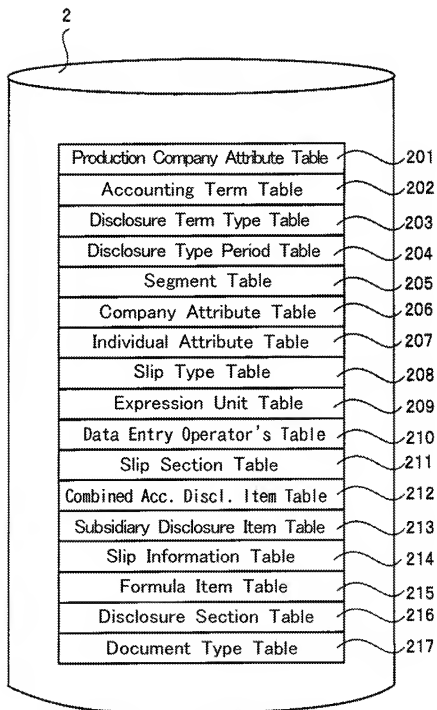 2
Production Company Attribute Table 201
Accounting Term Table 202
Disclosure Term Type Table 203
Disclosure Type Period Table 204
Segment Table 205
Company Attribute Table 206
Individual Attribute Table 207
Slip Type Table 208
Expression Unit Table 209
Data Entry Operator's Table 210
Slip Section Table 211
Combined Acc. Discl. Item Table 212
Subsidiary Disclosure Item Table 213
Slip Information Table 214
Formula Item Table 215
Disclosure Section Table 216
Document Type Table 217